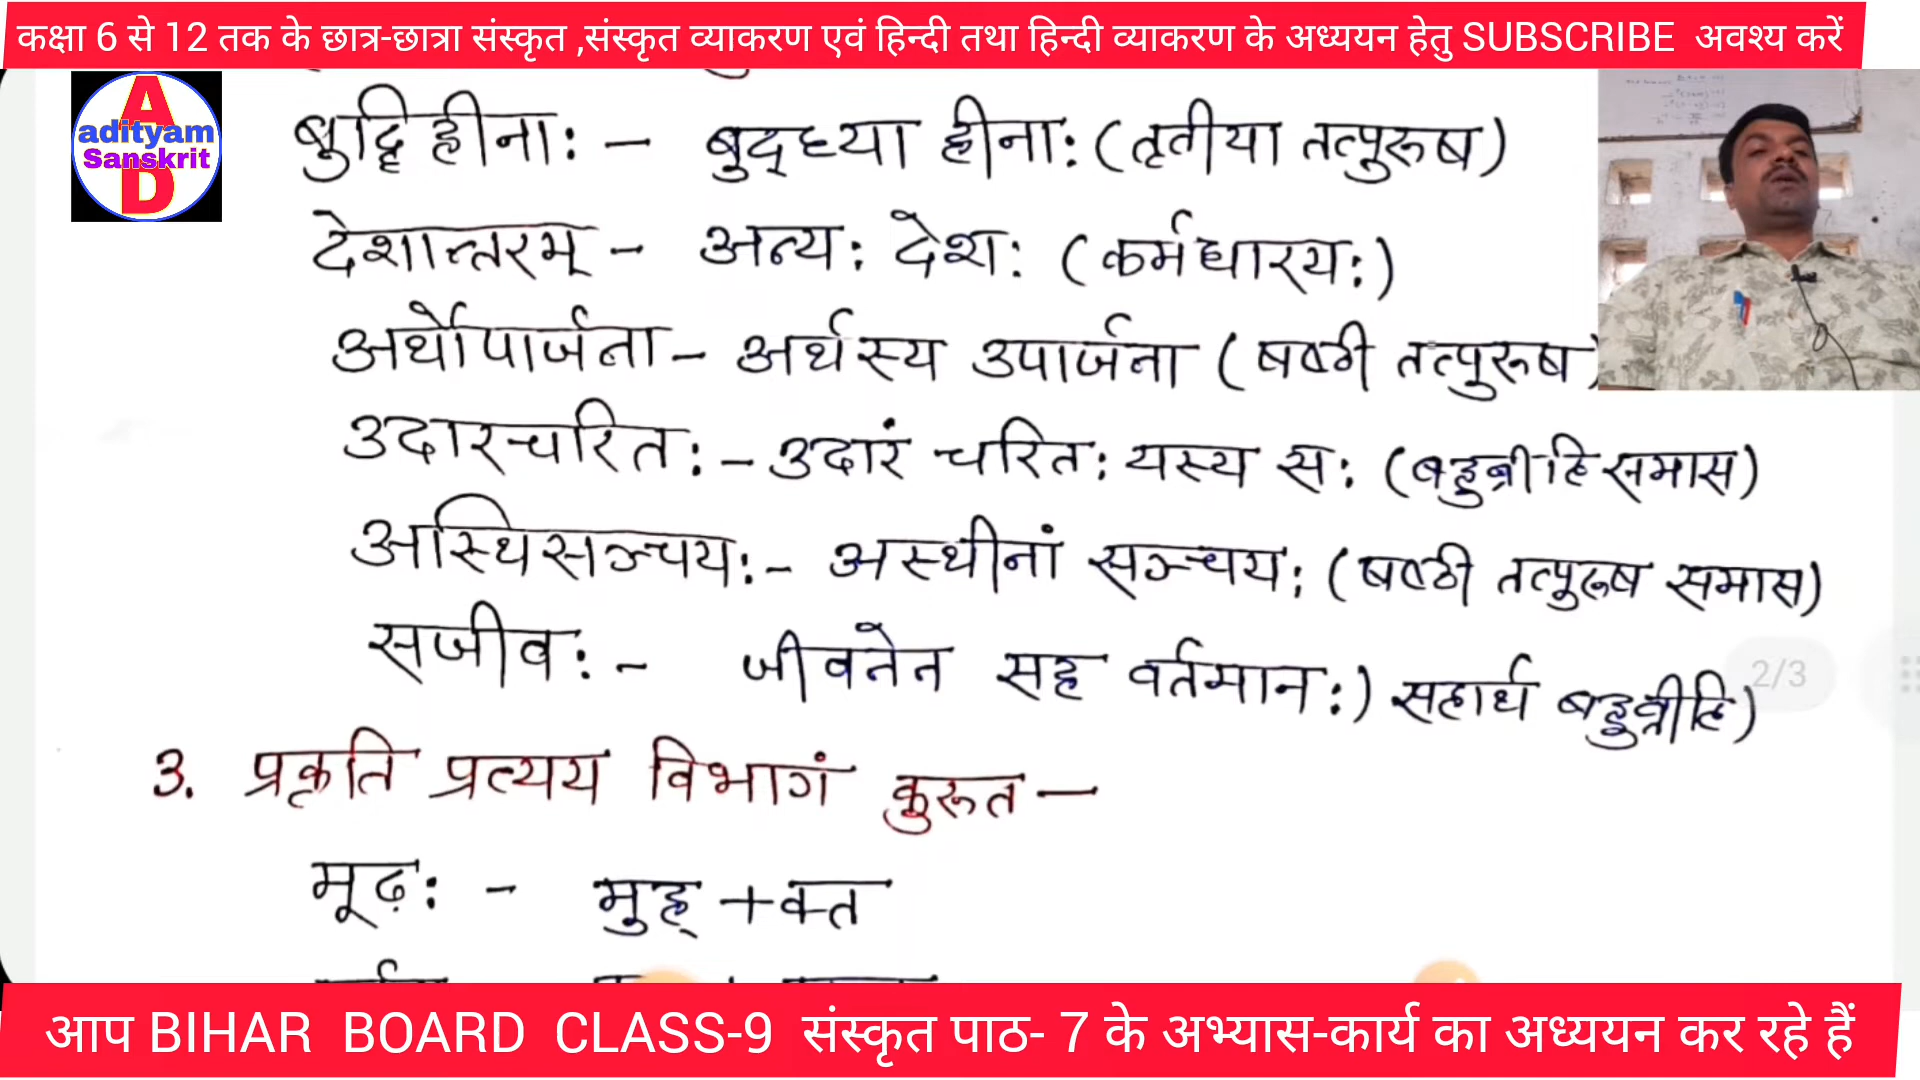 कक्षा 6 से 12 तक के छात्र-छात्रा संस्कृत ,संस्कृत व्याकरण एवं हिन्दी तथा हिन्दी व्याकरण के अध्ययन हेतु SUBSCRIBE अवश्य करें
A
adityam
Sanskrit
D
बुद्धिहीनाः - बुद्ध्या हीनाः (तृतीया तत्पुरूष)
देशान्तरम् - अन्यः देशः (कर्मधारयः)
अर्थोपार्जना - अर्थस्य उपार्जना (षष्ठी तत्पुरूष)
उदारचरितः - उदारं चरितः यस्य सः (बहुव्रीहि समास)
अस्थिसञ्चयः - अस्थीनां सञ्चयः (षष्ठी तत्पुरूष समास)
सजीवः - जीवनेन सह वर्तमानः) सहार्थ बहुव्रीहि)
2/3
3. प्रकृति प्रत्यय विभागं कुरूत -
मूढ़ः - मुह् + क्त
आप BIHAR BOARD CLASS-9 संस्कृत पाठ- 7 के अभ्यास-कार्य का अध्ययन कर रहे हैं